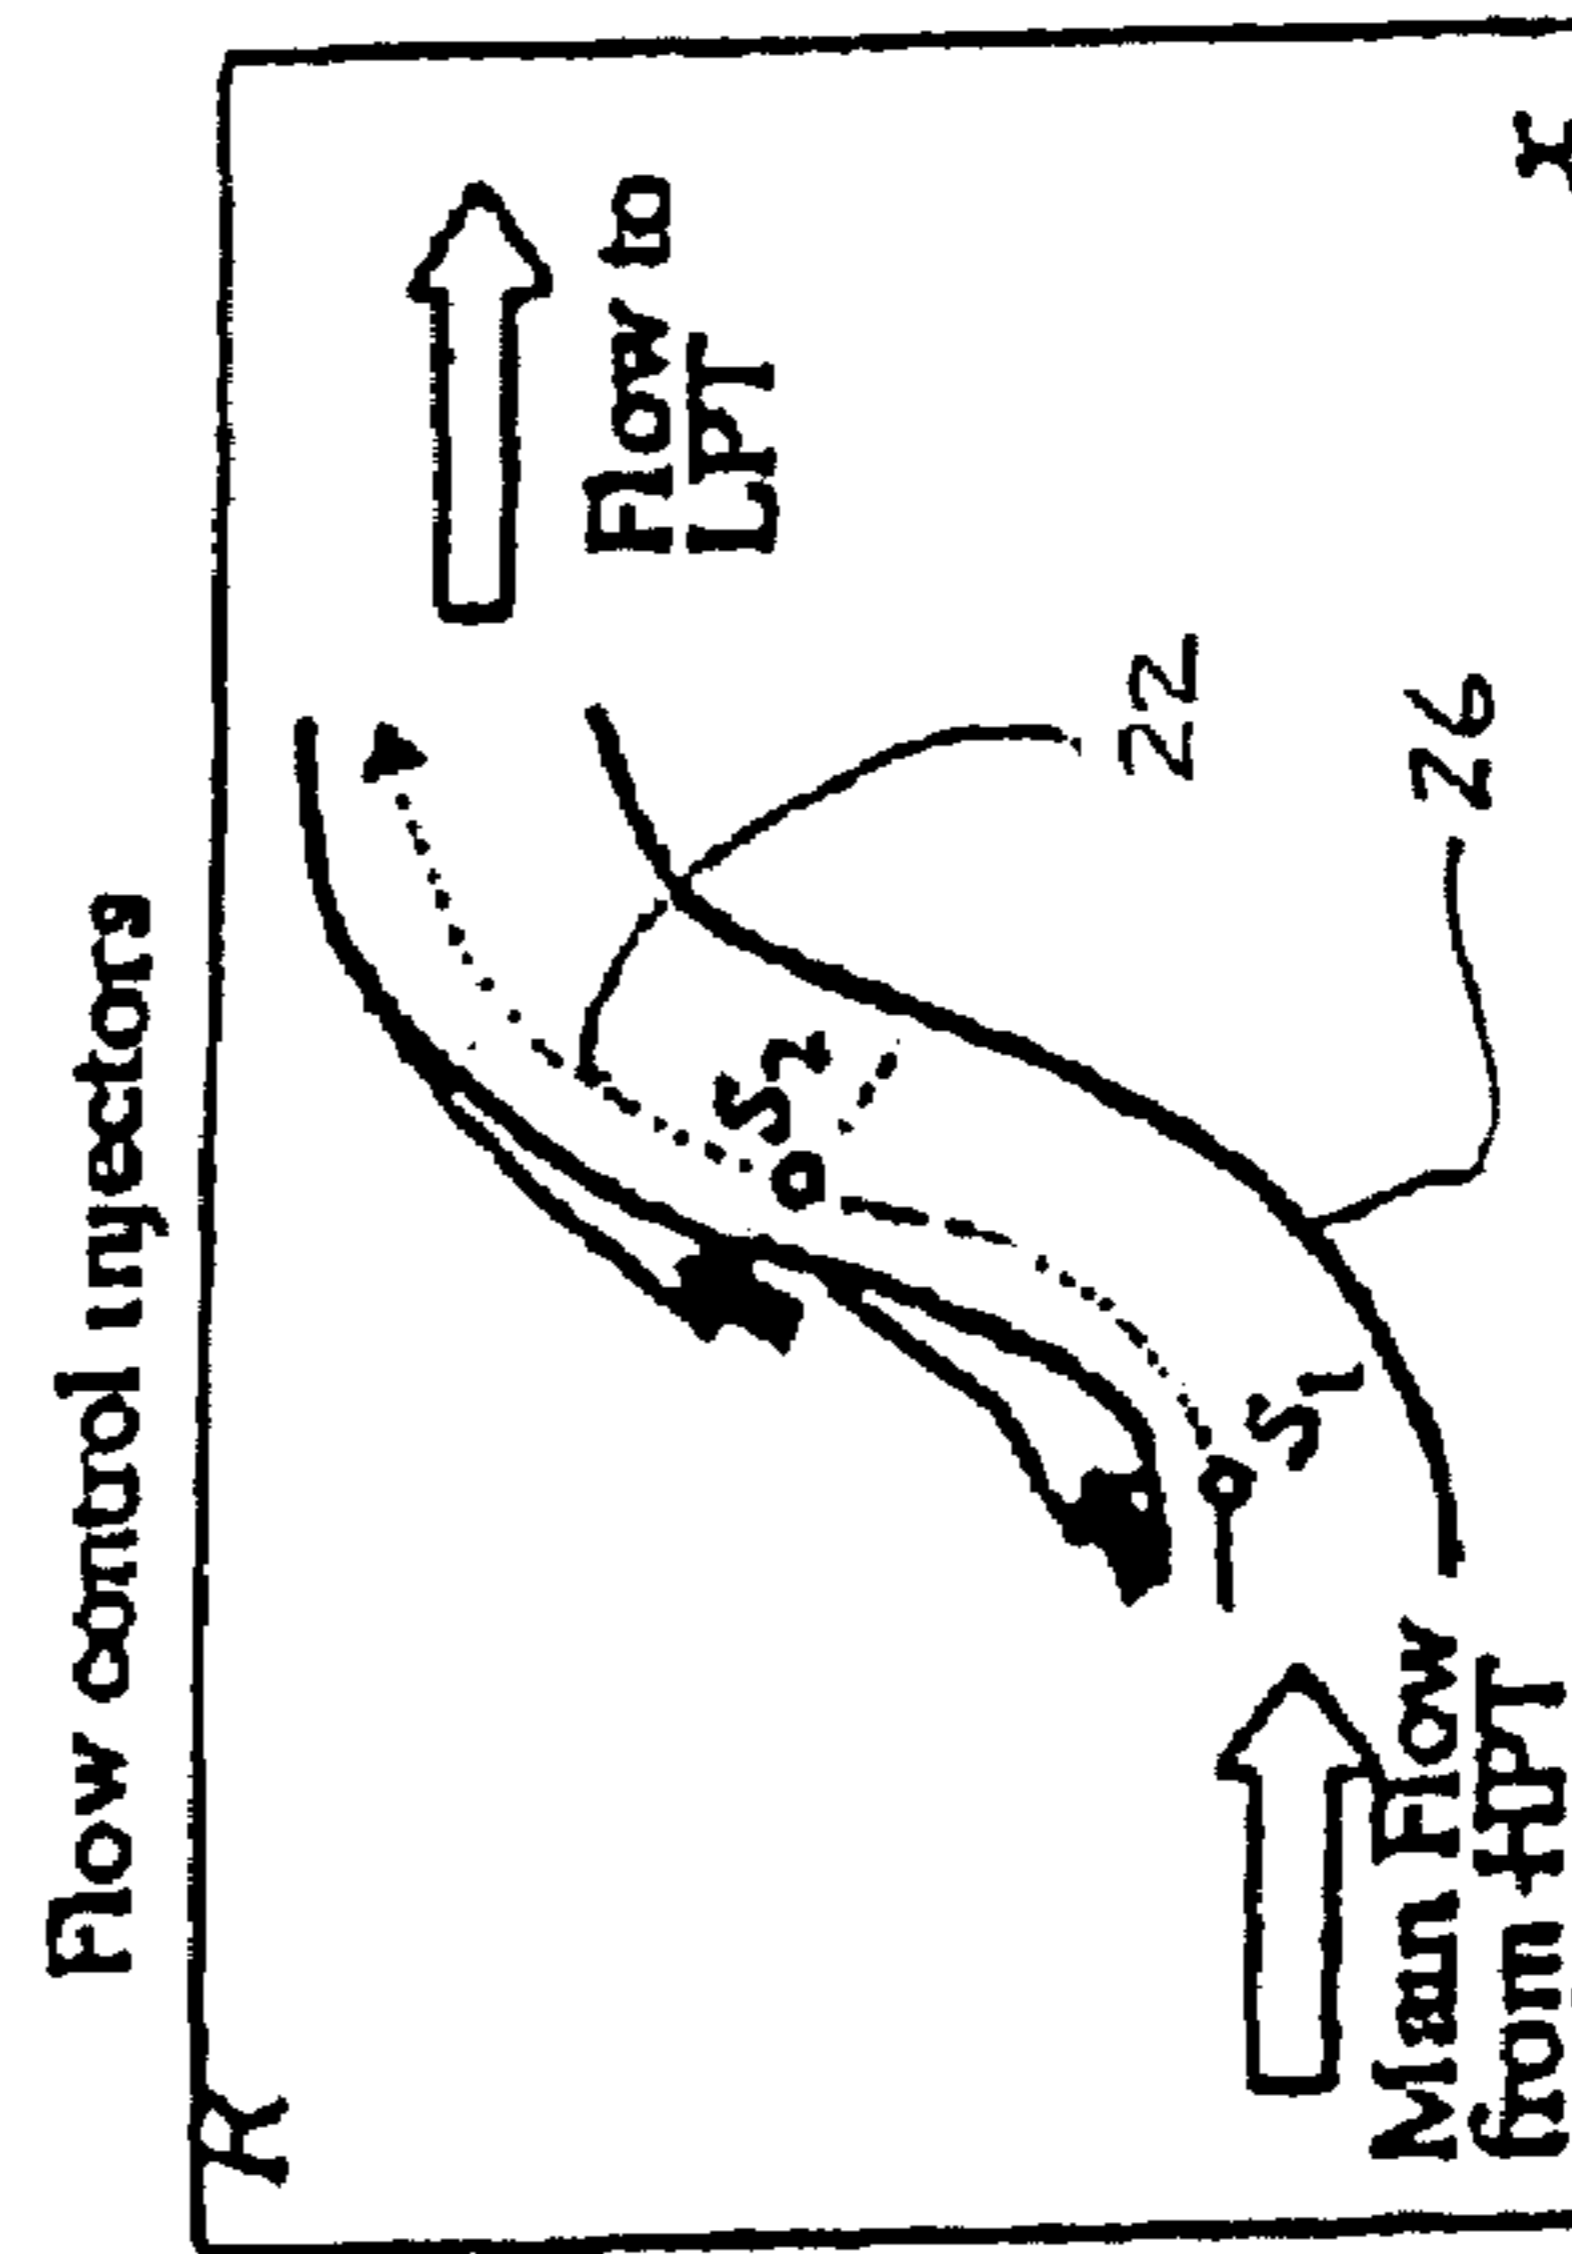 Flow control injectors
R
Flow to
LPT
22
26
S2
S1
Main Flow
from HPT
x